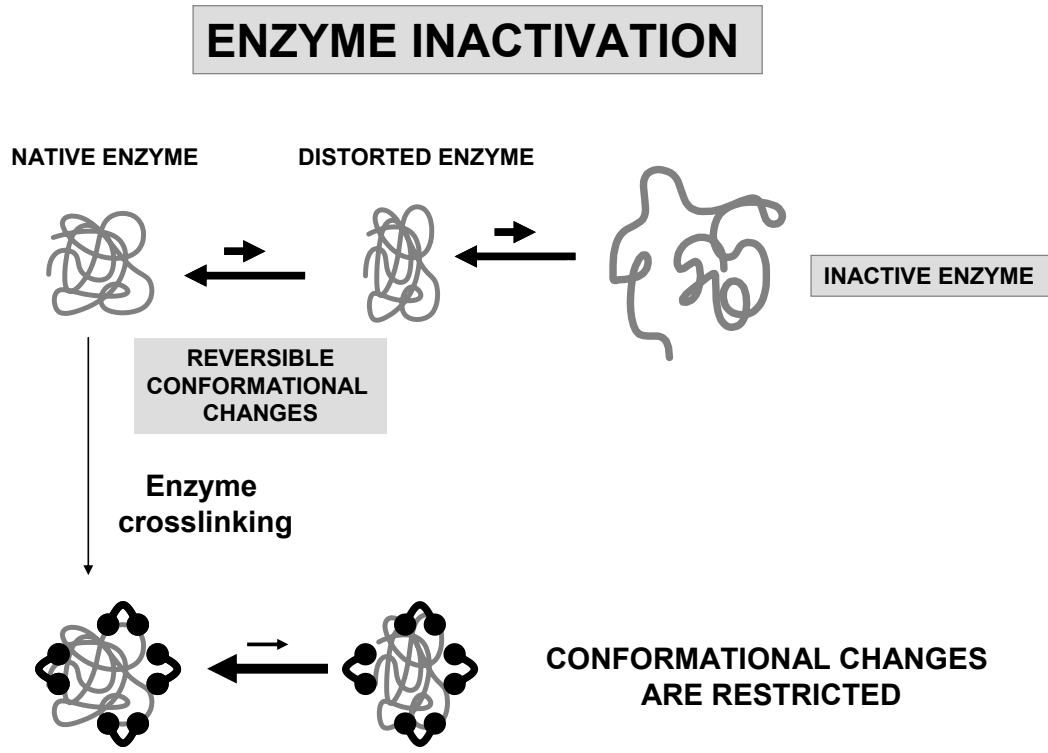 ENZYME INACTIVATION
NATIVE ENZYME
DISTORTED ENZYME
INACTIVE ENZYME
REVERSIBLE
CONFORMATIONAL
CHANGES
Enzyme
crosslinking
CONFORMATIONAL CHANGES
ARE RESTRICTED